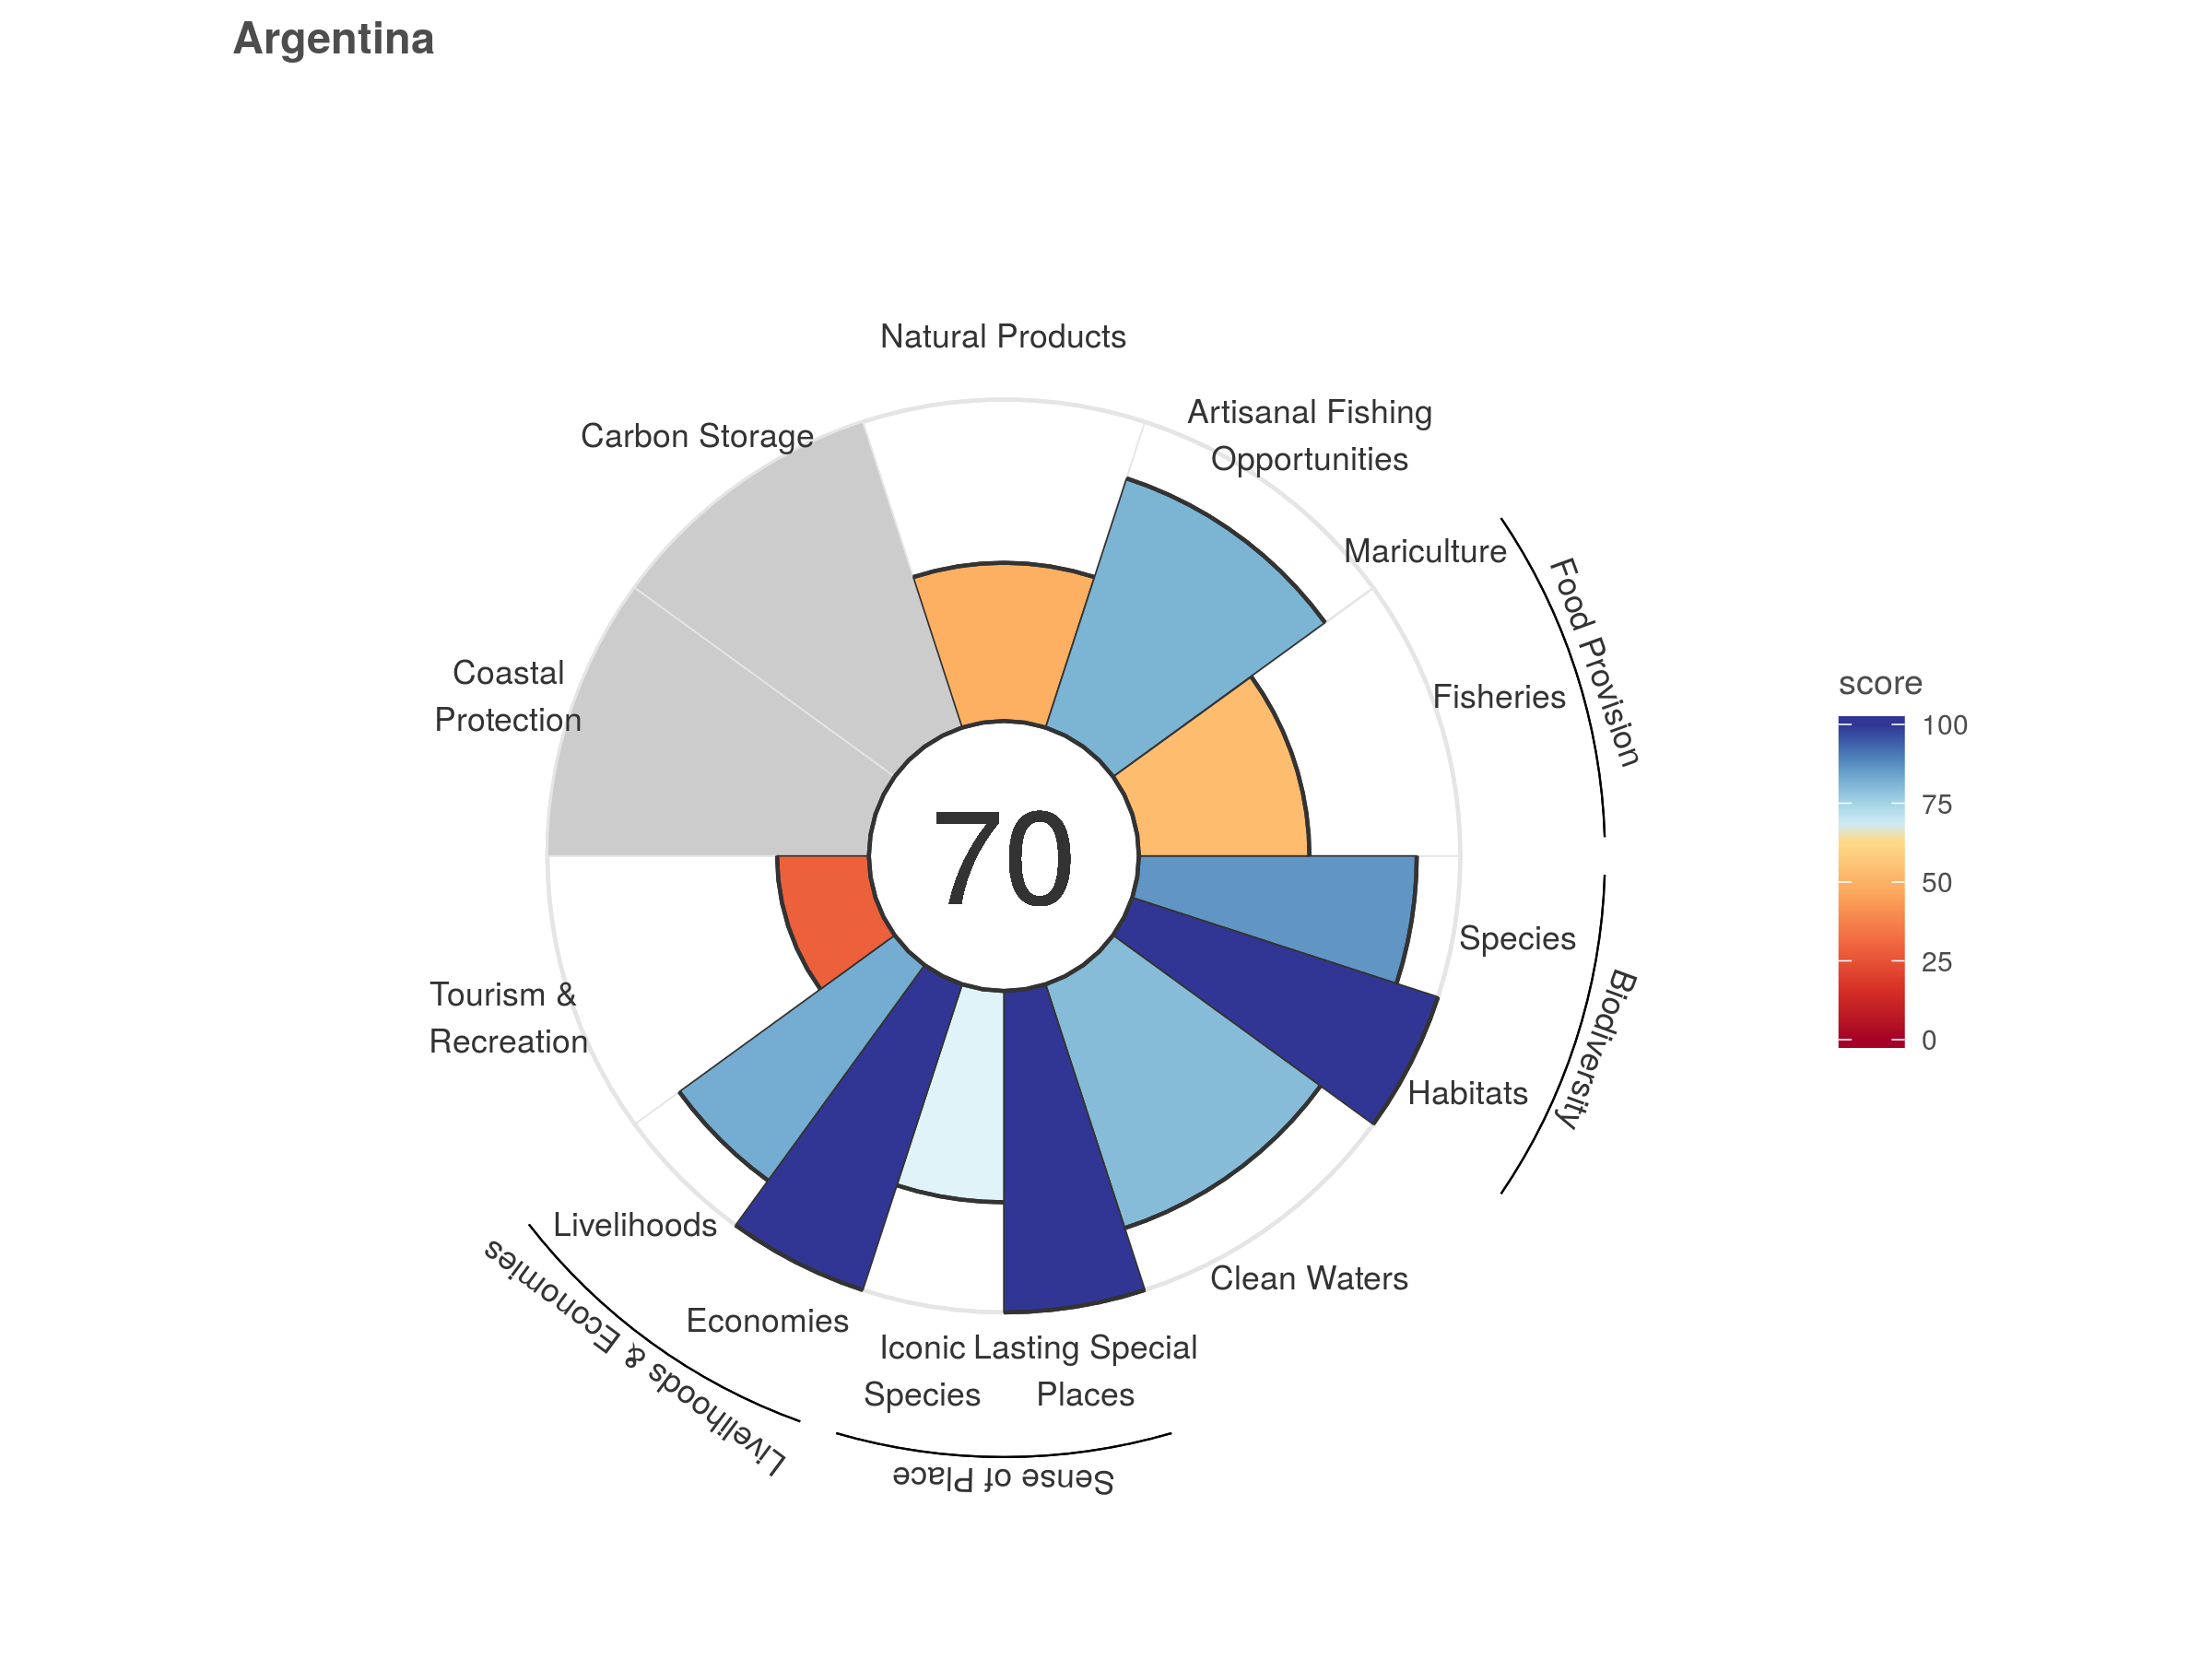 Argentina
Natural Products
Artisanal Fishing
Opportunities
Carbon Storage
Mariculture
Food Provision
Fisheries
Coastal
Protection
70
score
100
75
50
25
0
Species
Biodiversity
Habitats
Tourism &
Recreation
Livelihoods
Clean Waters
Economies
Livelihoods & Economies
Iconic
Species
Lasting Special
Places
Sense of Place